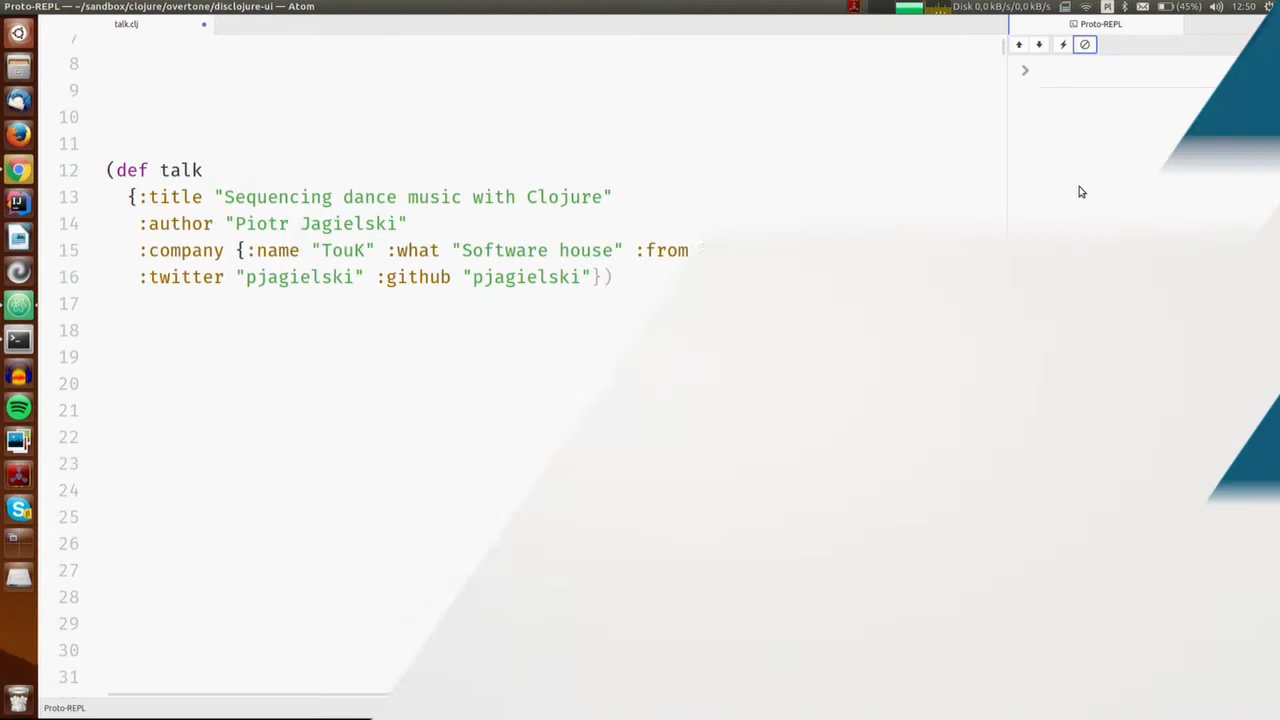 Proto-REPL — ~/sandbox/clojure/overtone/disclojure-ui — Atom
Disk 0,0 kB/s/0,0 kB/s
Pl
(45%)
12:50
talk.clj
Proto-REPL
7
8
9
10
11
12 (def talk
13 {:title "Sequencing dance music with Clojure"
14 :author "Piotr Jagielski"
15 :company {:name "TouK" :what "Software house" :from
16 :twitter "pjagielski" :github "pjagielski"})
17
18
19
20
21
22
23
24
25
26
27
28
29
30
31
Proto-REPL